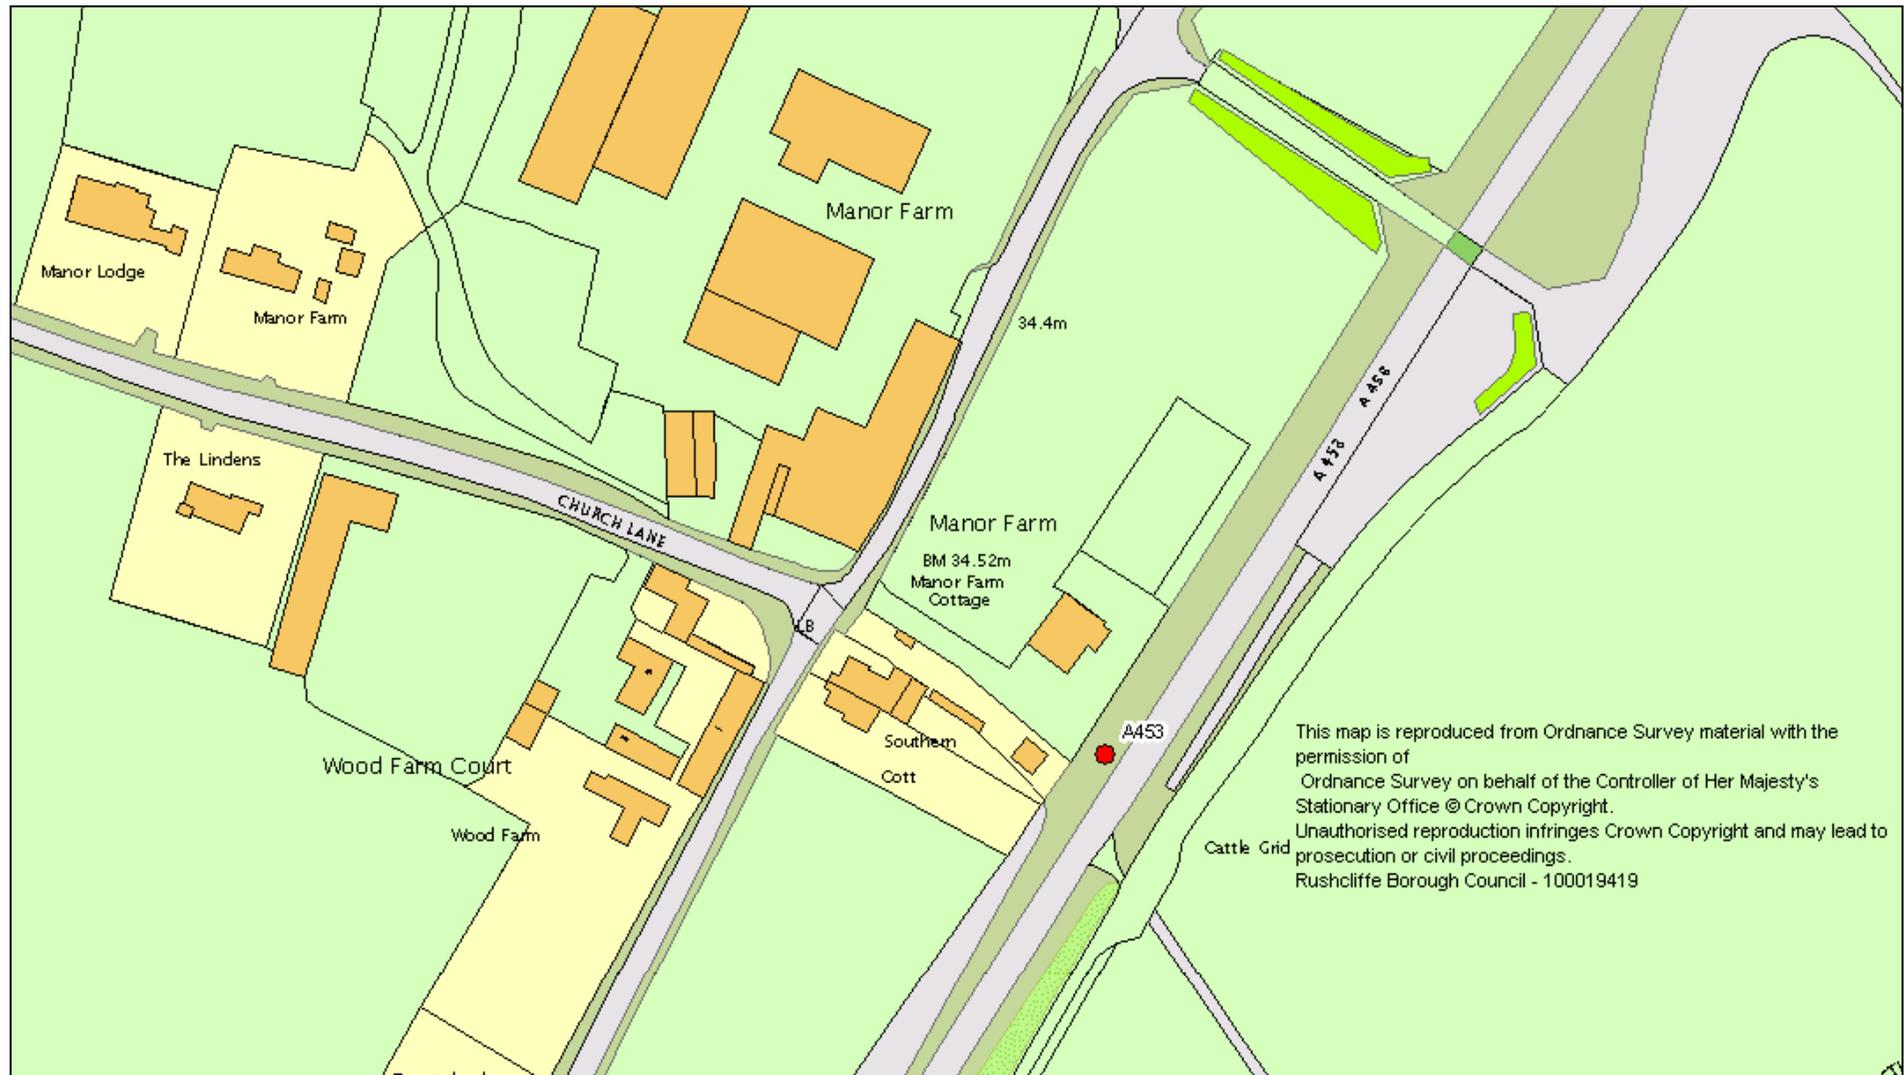 Manor Farm
Manor Lodge
Manor Farm
34.4m
A 453
A 453
The Lindens
CHURCH LANE
Manor Farm
BM 34.52m
Manor Farm
Cottage
LB
A453
This map is reproduced from Ordnance Survey material with the
permission of
Ordnance Survey on behalf of the Controller of Her Majesty's
Stationary Office © Crown Copyright.
Unauthorised reproduction infringes Crown Copyright and may lead to
prosecution or civil proceedings.
Rushcliffe Borough Council - 100019419
Southern
Cott
Wood Farm Court
Wood Farm
Cattle Grid